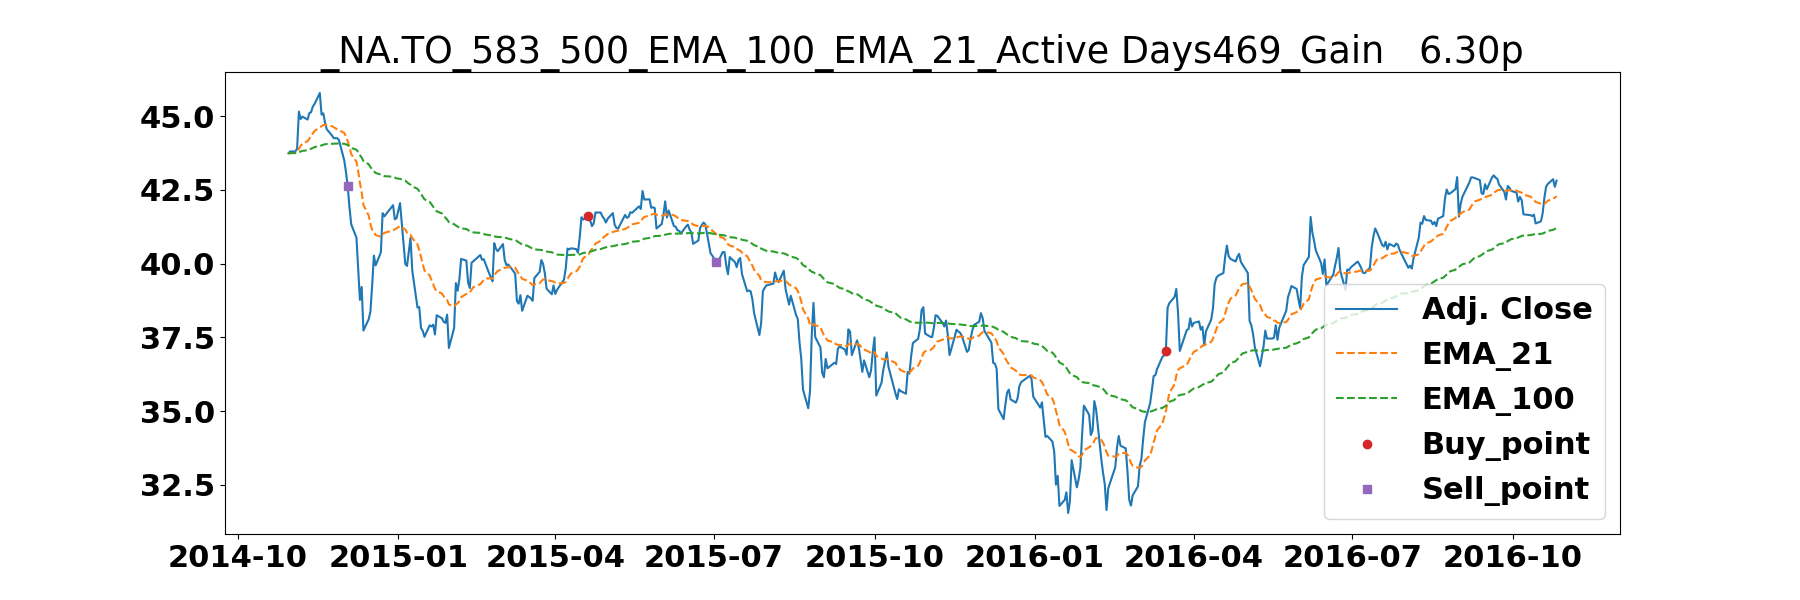 _NA.TO_583_500_EMA_100_EMA_21_Active Days469_Gain   6.30p
45.0
42.5
40.0
37.5
35.0
32.5
Adj. Close
EMA_21
EMA_100
Buy_point
Sell_point
2014-10 2015-01 2015-04 2015-07 2015-10 2016-01 2016-04 2016-07 2016-10